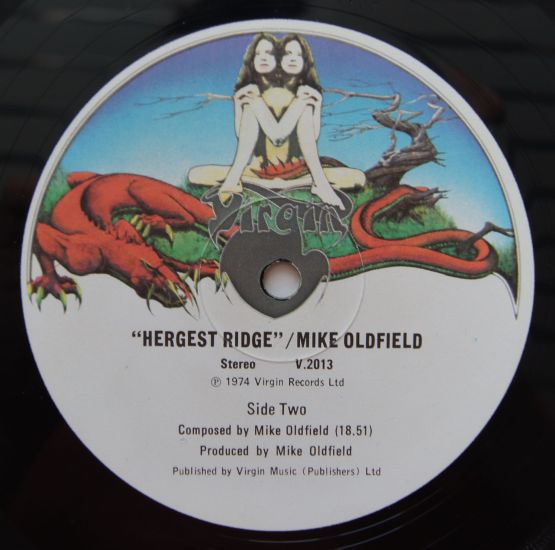 Virgin
“HERGEST RIDGE”/MIKE OLDFIELD
Stereo V.2013
℗ 1974 Virgin Records Ltd
Side Two
Composed by Mike Oldfield (18.51)
Produced by Mike Oldfield
Published by Virgin Music (Publishers) Ltd